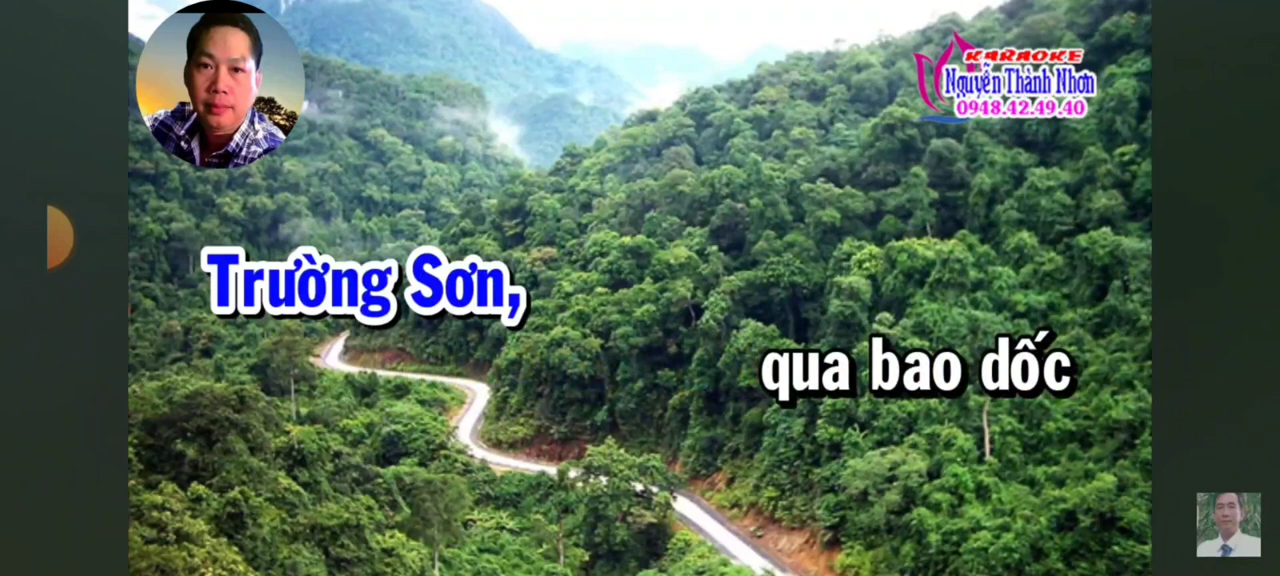 KARAOKE
Nguyễn Thành Nhơn
0948.42.49.40
Trường Sơn,
qua bao dốc